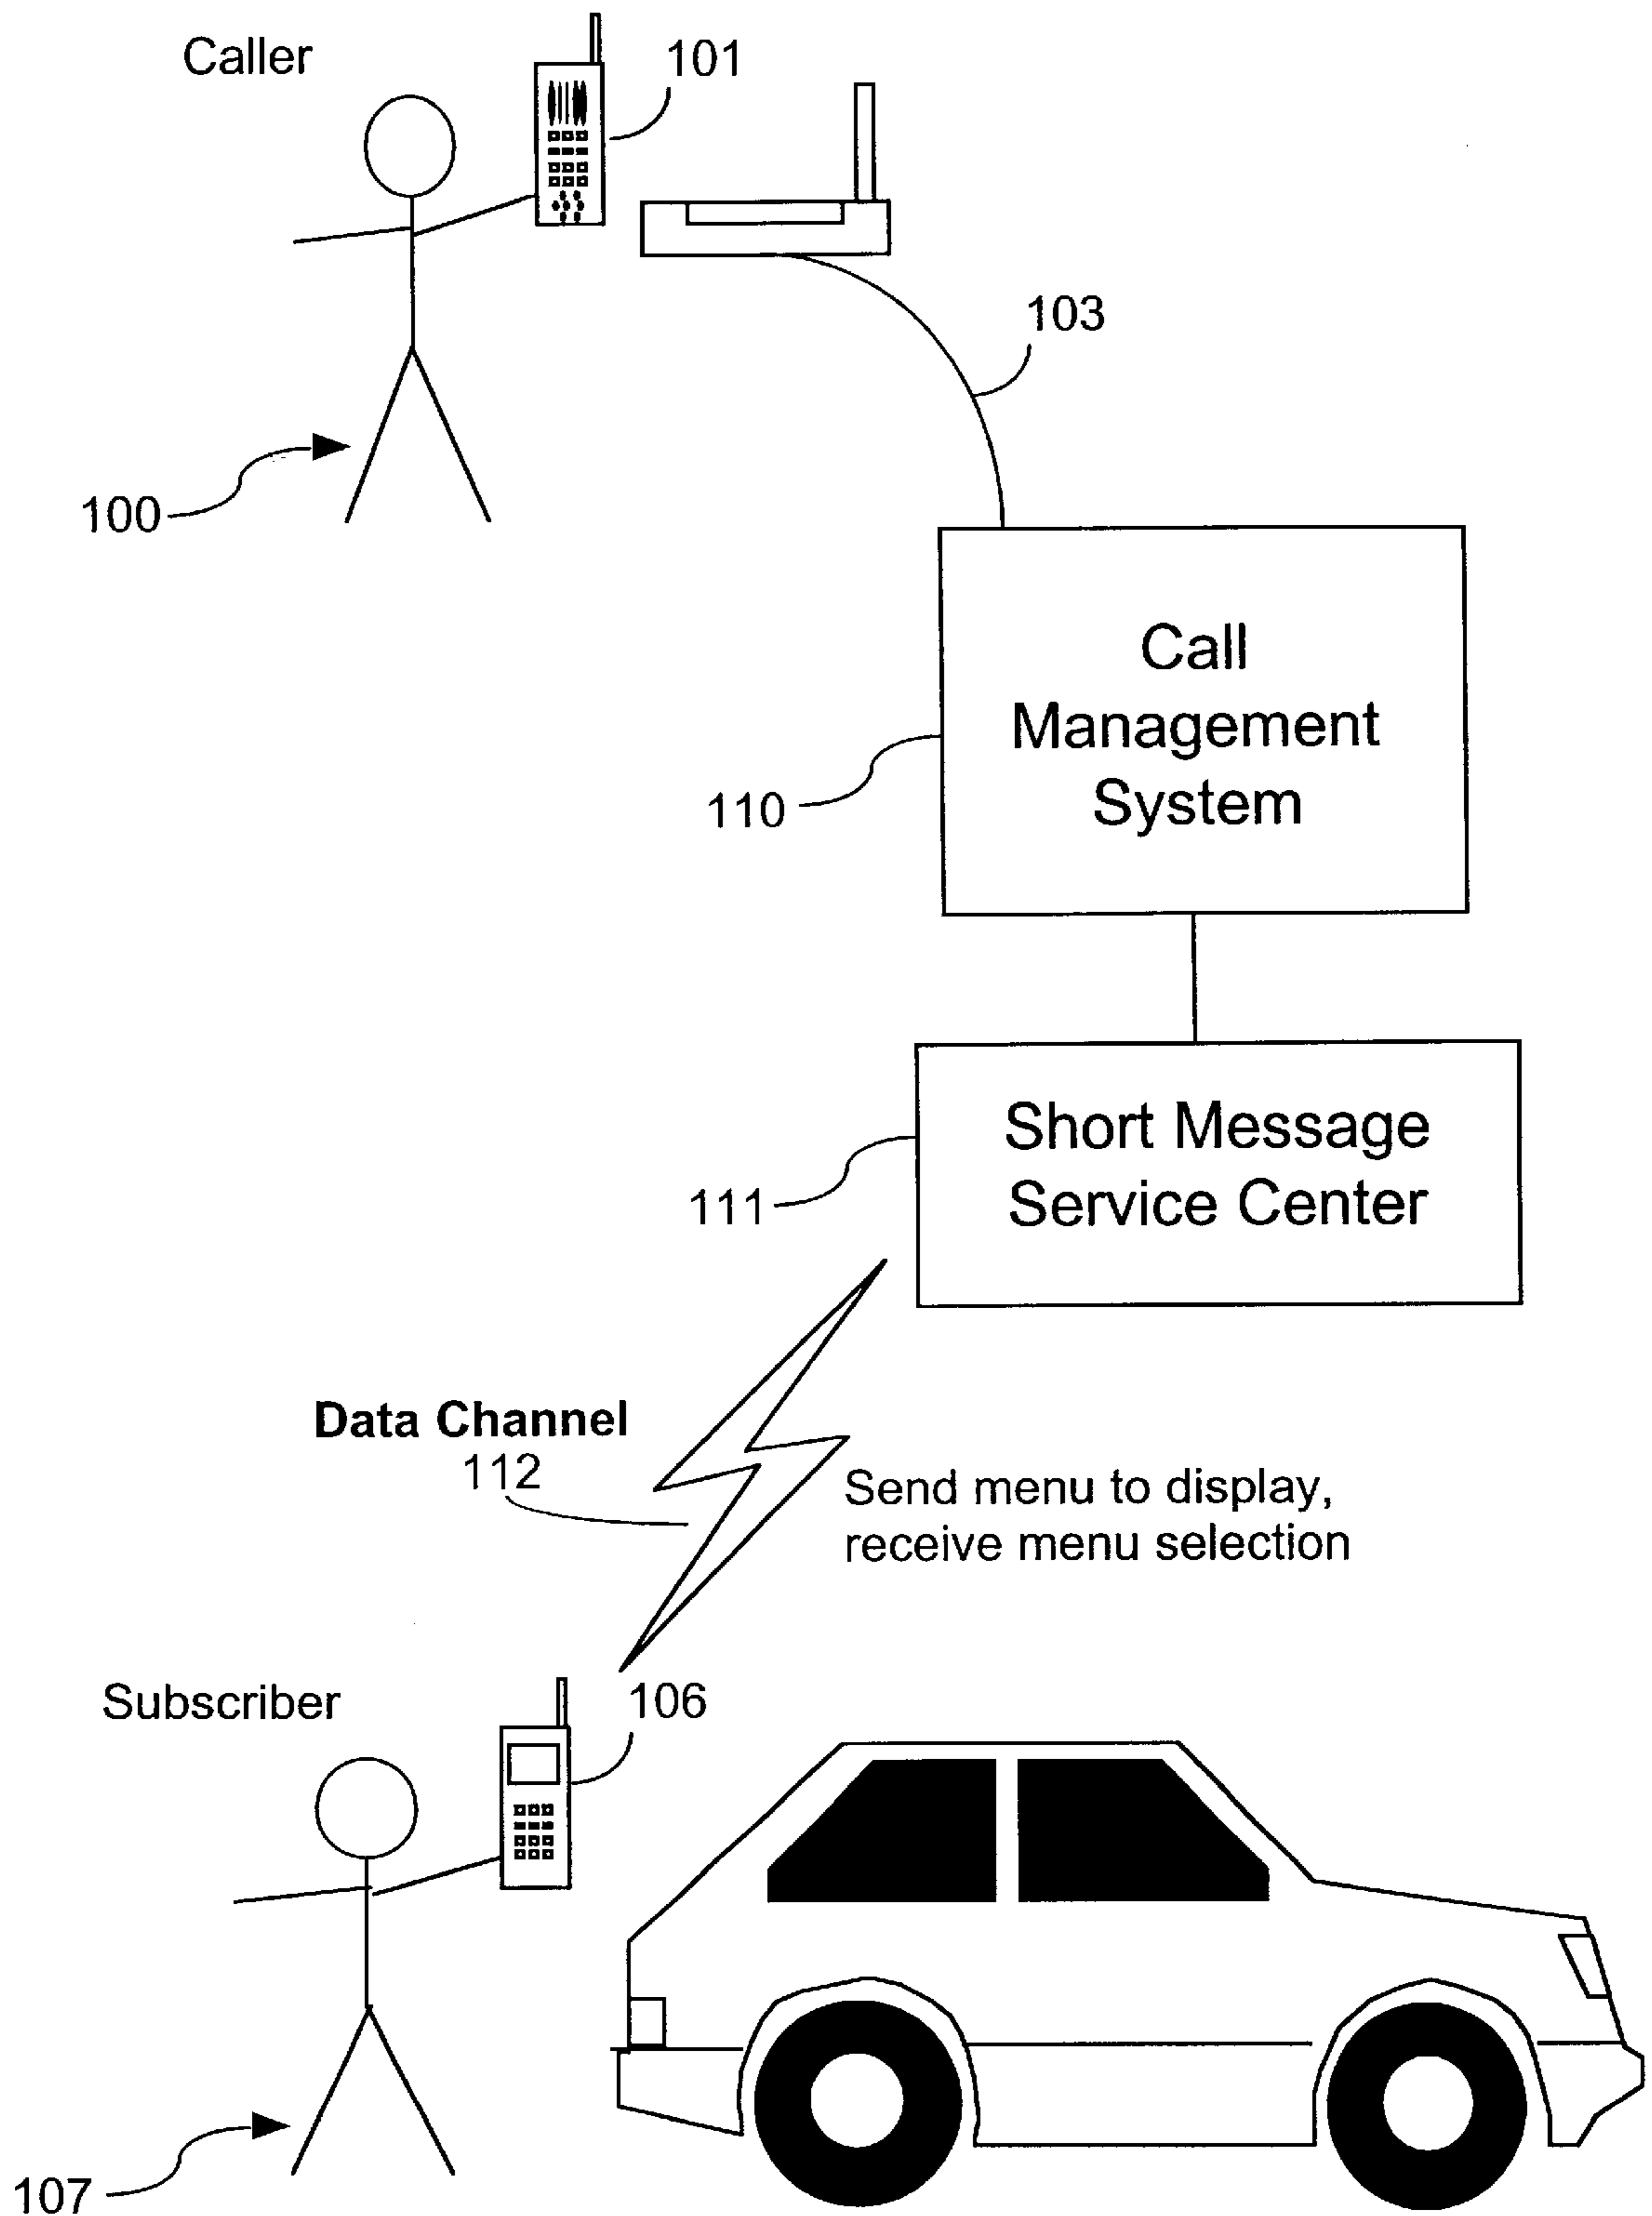 Caller
101
103
100
Call
Management
System
110
Short Message
Service Center
111
Data Channel
112
Send menu to display,
receive menu selection
Subscriber
106
107